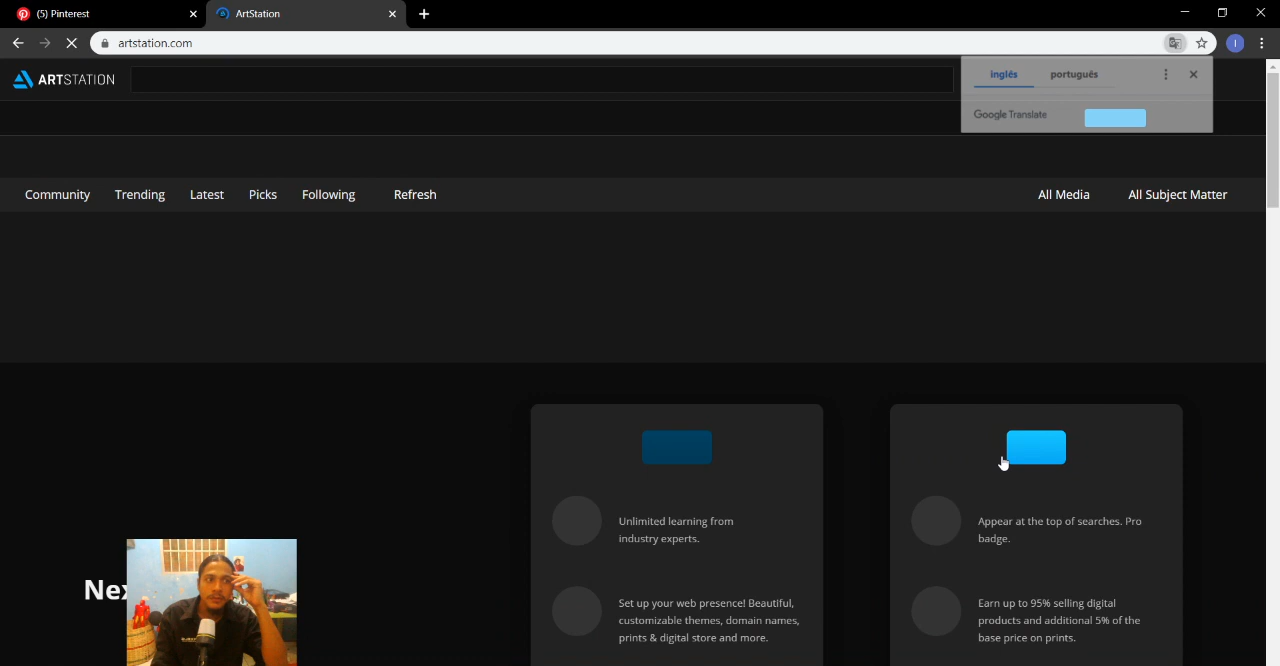 (5) Pinterest
ArtStation
artstation.com
I
inglês
português
Google Translate
ARTSTATION
Community
Trending
Latest
Picks
Following
Refresh
All Media
All Subject Matter
Unlimited learning from
industry experts.
Set up your web presence! Beautiful,
customizable themes, domain names,
prints & digital store and more.
Appear at the top of searches. Pro
badge.
Earn up to 95% selling digital
products and additional 5% of the
base price on prints.